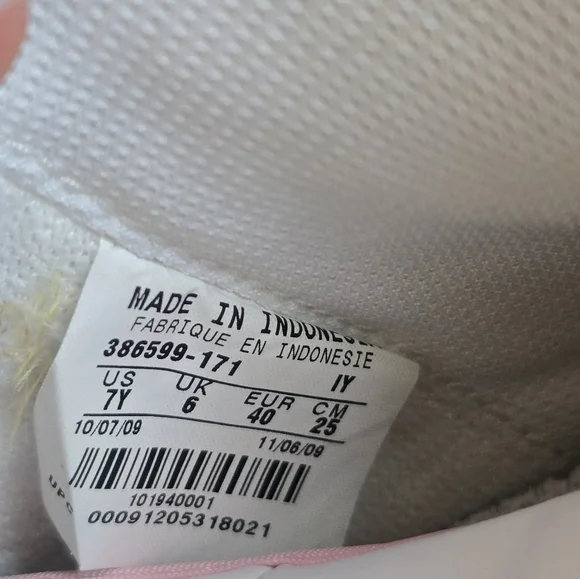 MADE IN INDONESIA
FABRIQUE EN INDONESIE
386599-171 IY
US UK EUR CM
7Y 6 40 25
10/07/09 11/06/09
101940001
00091205318021
UPC